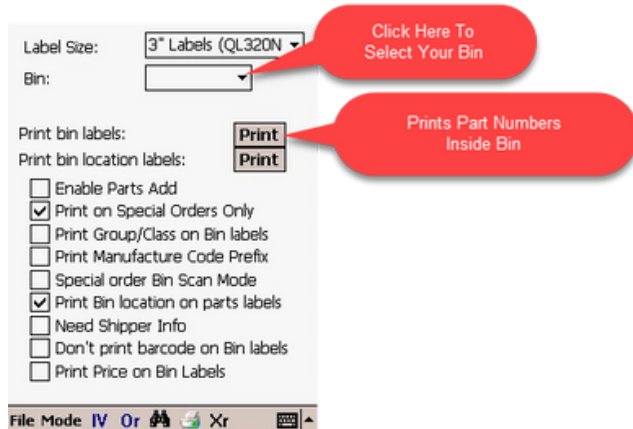 Label Size: 3" Labels (QL320N
Click Here To
Select Your Bin
Bin:
Print bin labels: Print
Prints Part Numbers
Inside Bin
Print bin location labels: Print
Enable Parts Add
Print on Special Orders Only
Print Group/Class on Bin labels
Print Manufacture Code Prefix
Special order Bin Scan Mode
Print Bin location on parts labels
Need Shipper Info
Don't print barcode on Bin labels
Print Price on Bin Labels
File Mode IV Or Xr